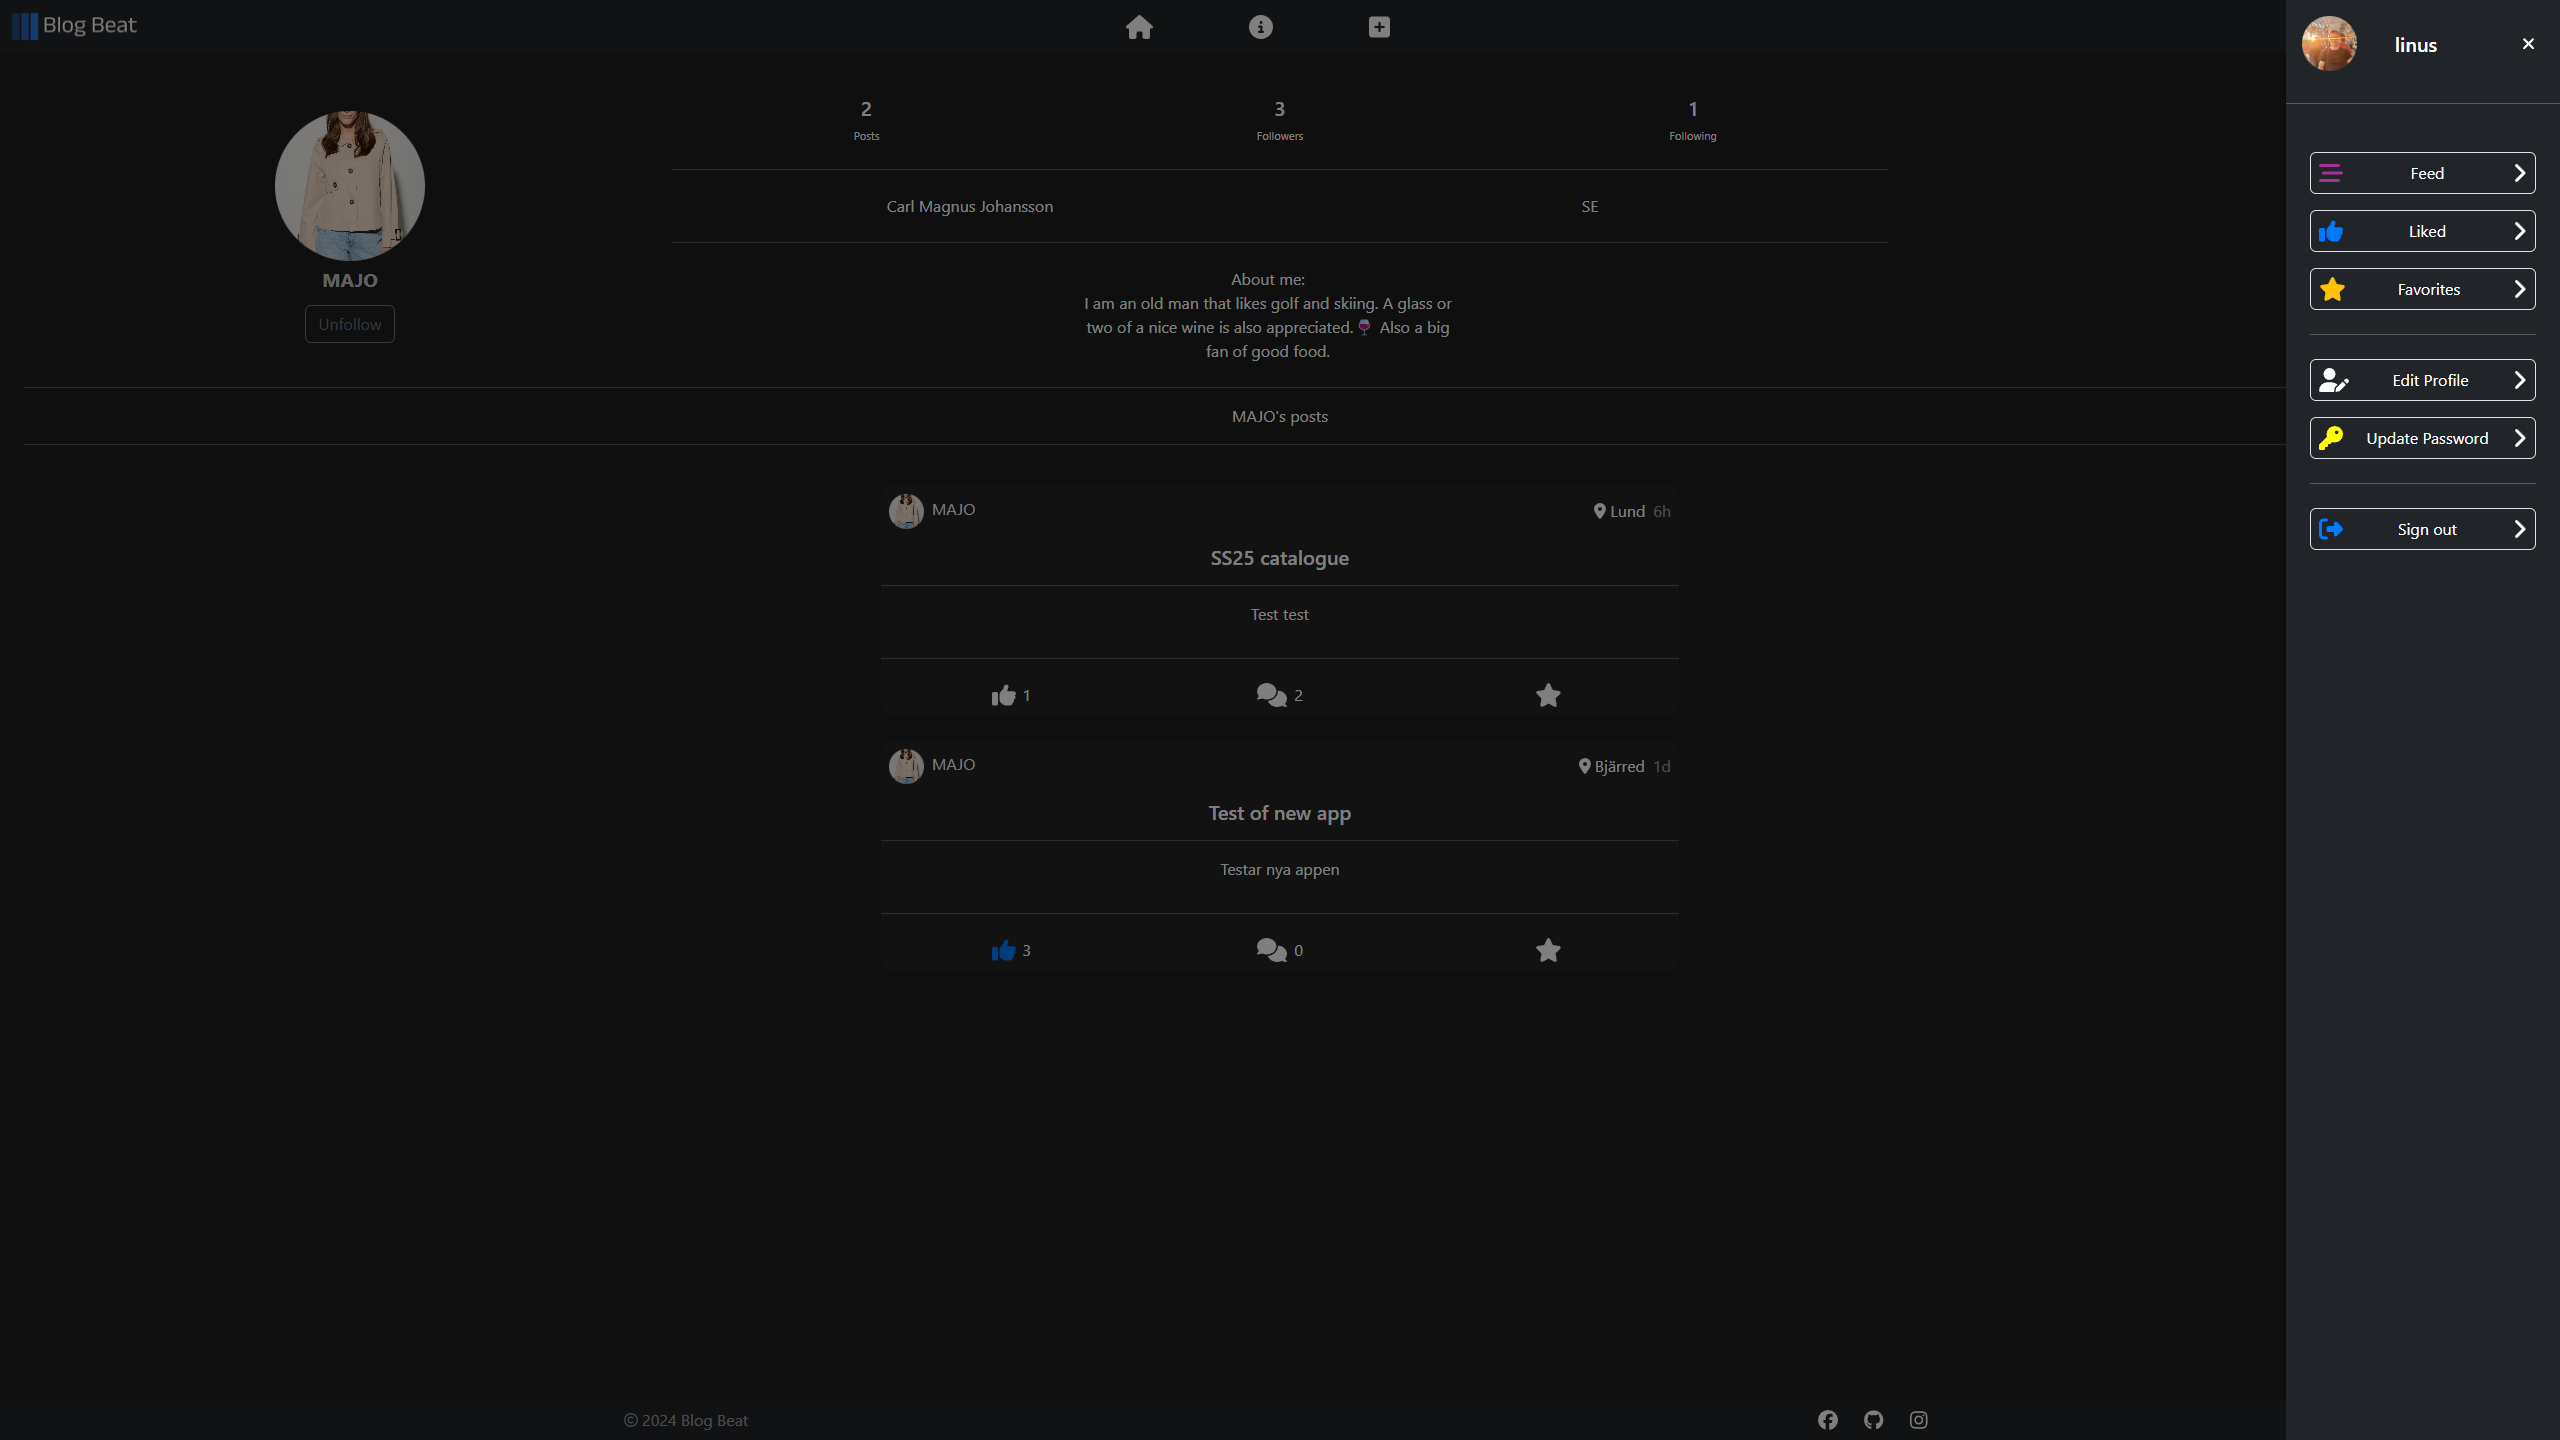 Blog Beat
linus
2
Posts
3
Followers
1
Following
Carl Magnus Johansson
SE
MAJO
Unfollow
About me:
I am an old man that likes golf and skiing. A glass or
two of a nice wine is also appreciated.🍷 Also a big
fan of good food.
MAJO's posts
MAJO
Lund 6h
SS25 catalogue
Test test
1
2
MAJO
Bjärred 1d
Test of new app
Testar nya appen
3
0
Feed
Liked
Favorites
Edit Profile
Update Password
Sign out
© 2024 Blog Beat